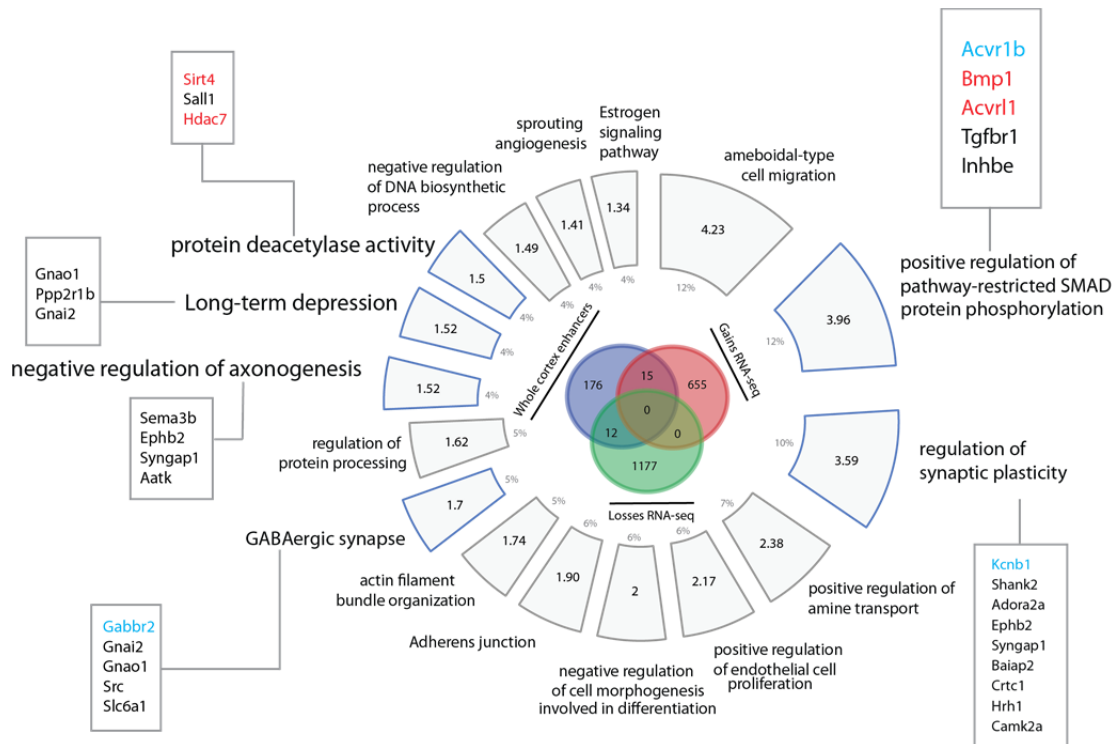 Acvr1b
Bmp1
Acvrl1
Tgfbr1
Inhbe
Sirt4
Sall1
Hdac7
Estrogen
signaling
pathway
sprouting
angiogenesis
ameboidal-type
cell migration
negative regulation
of DNA biosynthetic
process
protein deacetylase activity
positive regulation of
pathway-restricted SMAD
protein phosphorylation
Gnao1
Ppp2r1b
Gnai2
Long-term depression
negative regulation of axonogenesis
Sema3b
Ephb2
Syngap1
Aatk
regulation of
protein processing
GABAergic synapse
Gabbr2
Gnai2
Gnao1
Src
Slc6a1
actin filament
bundle organization
Adherens junction
negative regulation
of cell morphogenesis
involved in differentiation
positive regulation
of endothelial cell
proliferation
positive regulation of
amine transport
regulation of
synaptic plasticity
Kcnb1
Shank2
Adora2a
Ephb2
Syngap1
Baiap2
Crtc1
Hrh1
Camk2a
4.23
12%
3.96
12%
3.59
10%
2.38
7%
2.17
6%
2
6%
1.90
6%
1.74
5%
1.7
5%
1.62
5%
1.52
4%
1.52
4%
1.5
4%
1.49
4%
1.41
4%
1.34
4%
Whole cortex enhancers
Gains RNA-seq
Losses RNA-seq
176
15
655
0
12
0
1177